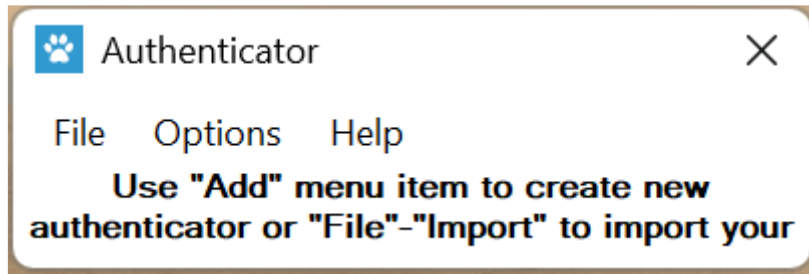 Authenticator
File Options Help
Use "Add" menu item to create new
authenticator or "File"-"Import" to import your